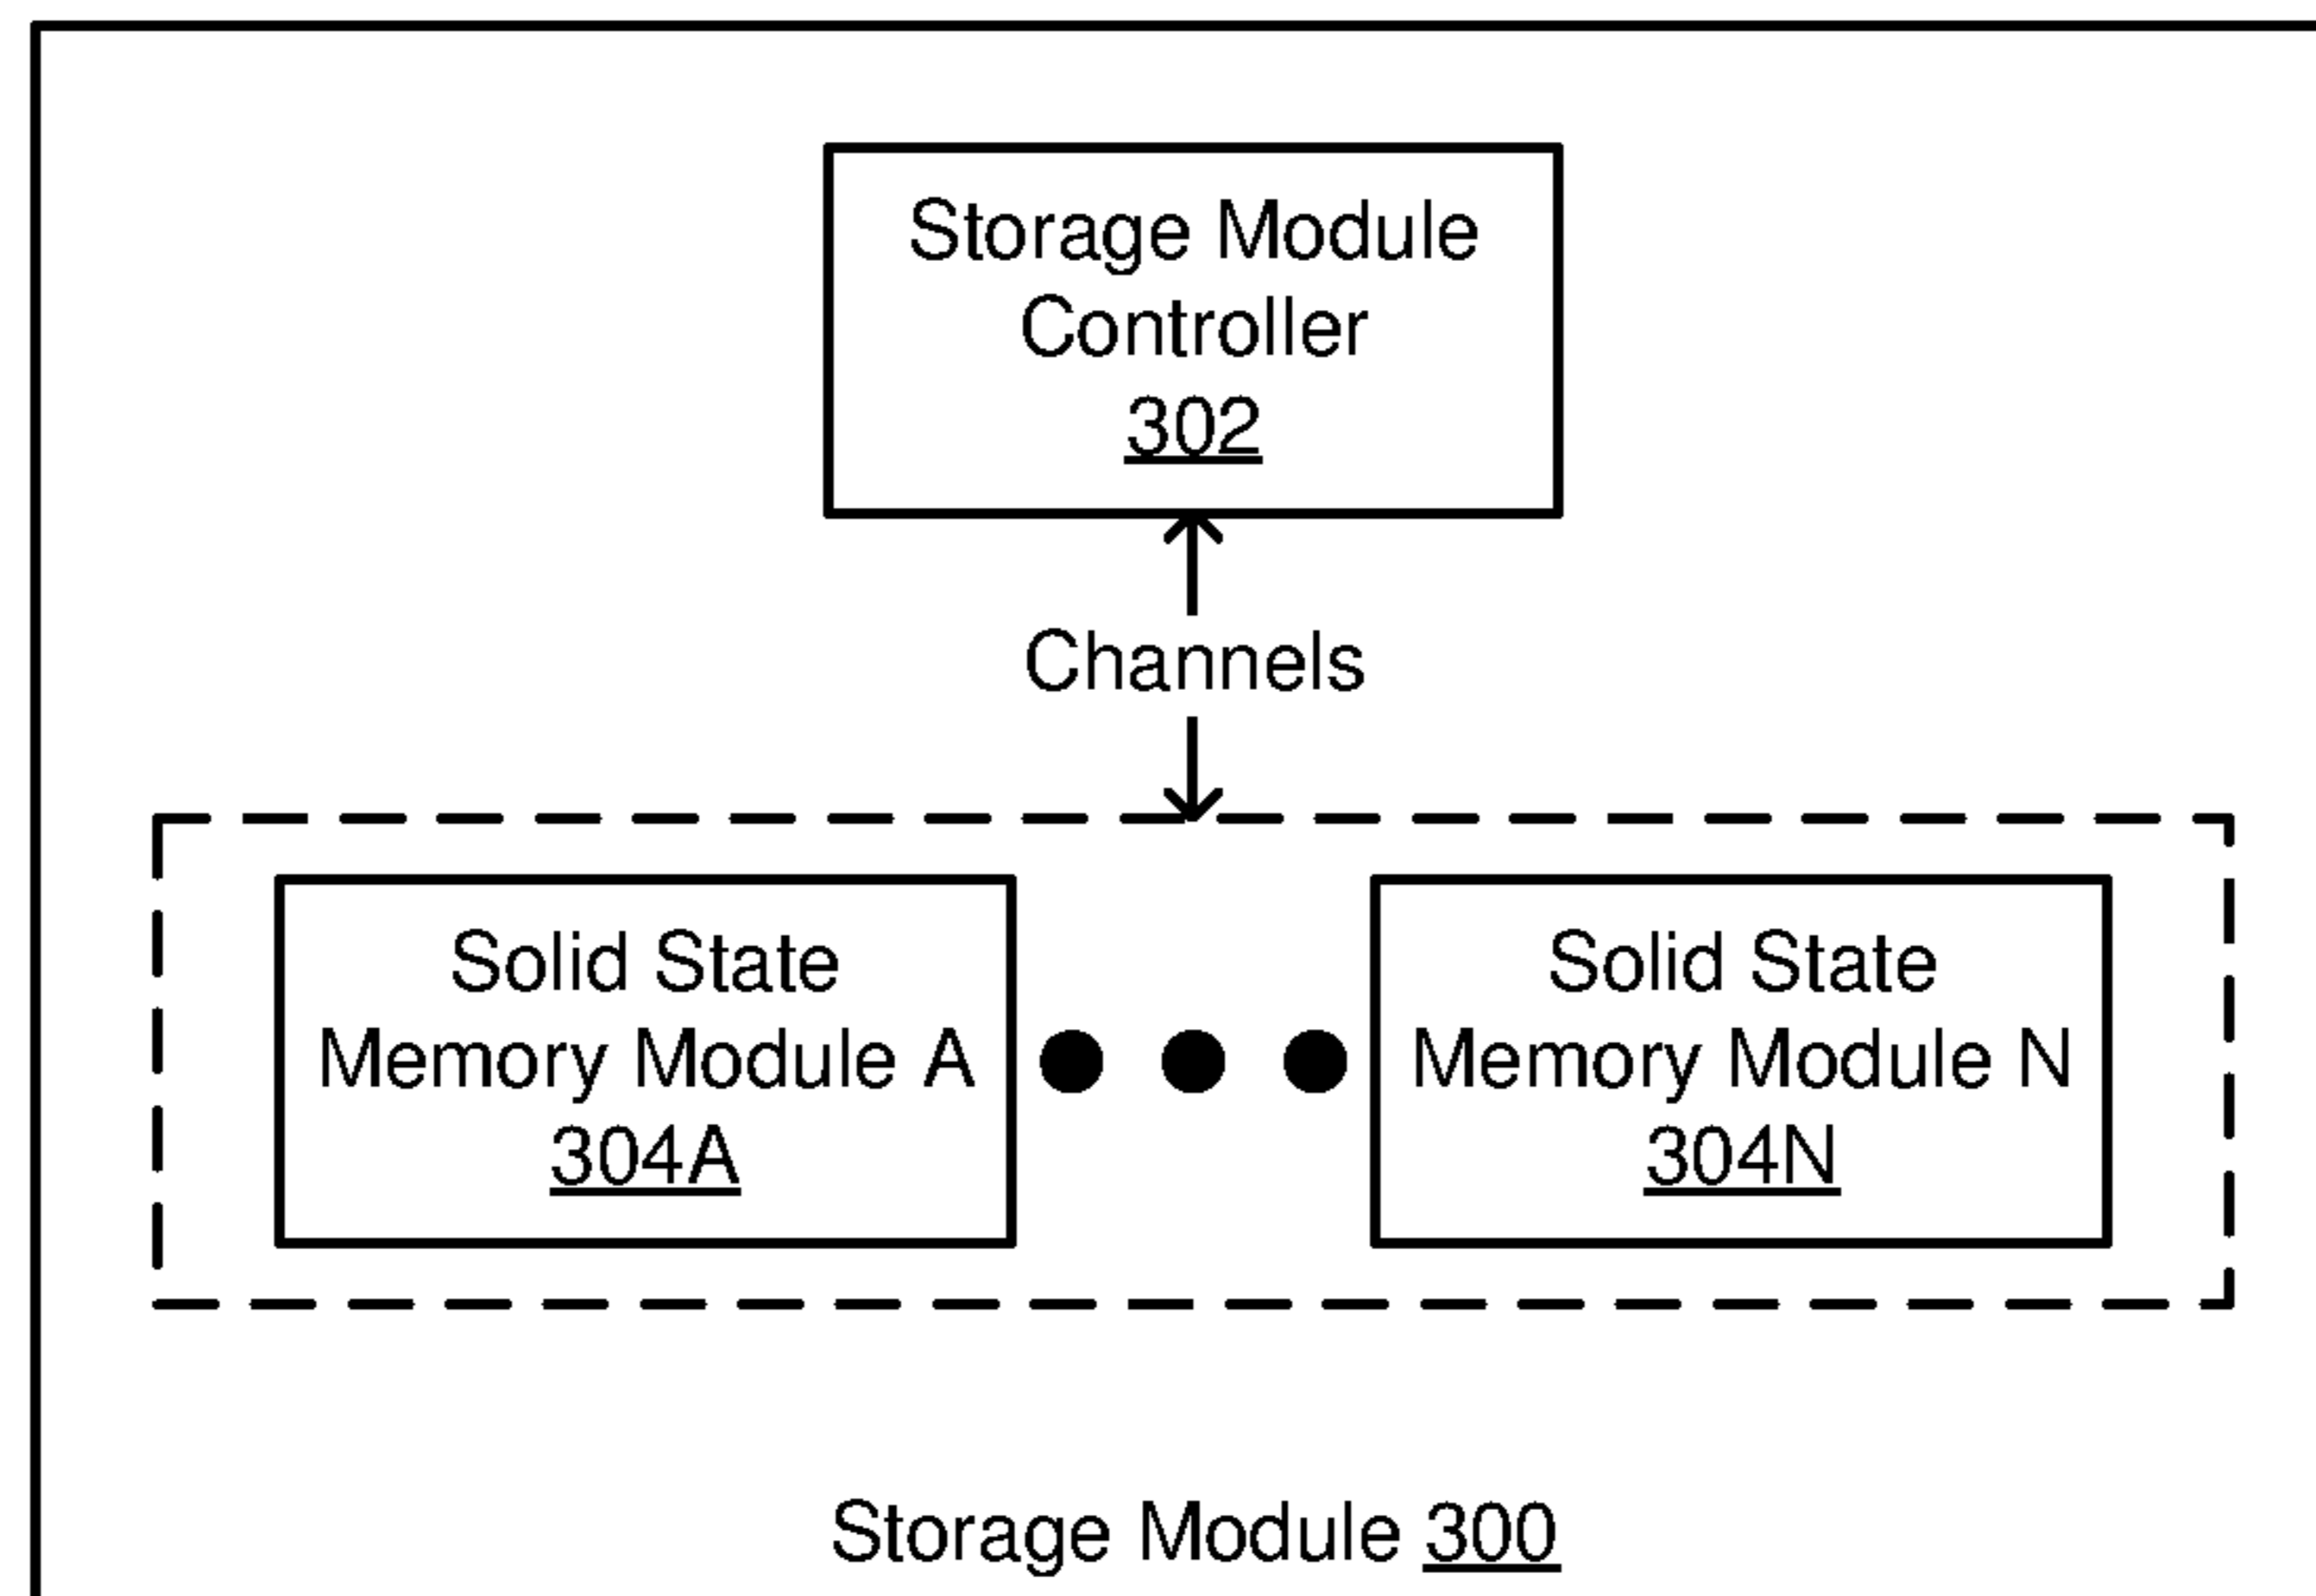 Storage Module
Controller
302
Channels
Solid State
Memory Module A
304A
Solid State
Memory Module N
304N
Storage Module 300